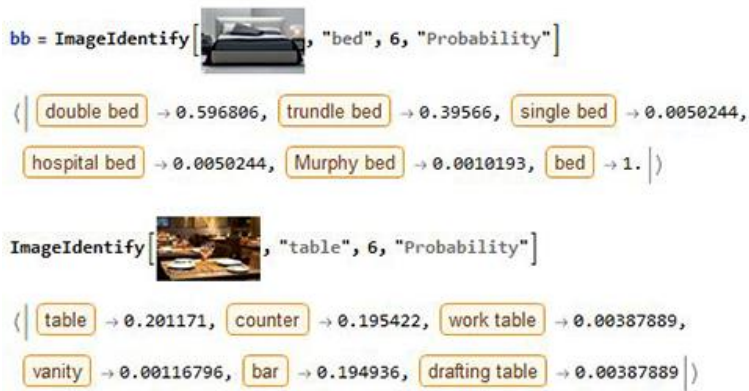 bb = ImageIdentify[, "bed", 6, "Probability"]
⟨| double bed → 0.596806, trundle bed → 0.39566, single bed → 0.0050244,
hospital bed → 0.0050244, Murphy bed → 0.0010193, bed → 1. |⟩
ImageIdentify[, "table", 6, "Probability"]
⟨| table → 0.201171, counter → 0.195422, work table → 0.00387889,
vanity → 0.00116796, bar → 0.194936, drafting table → 0.00387889 |⟩